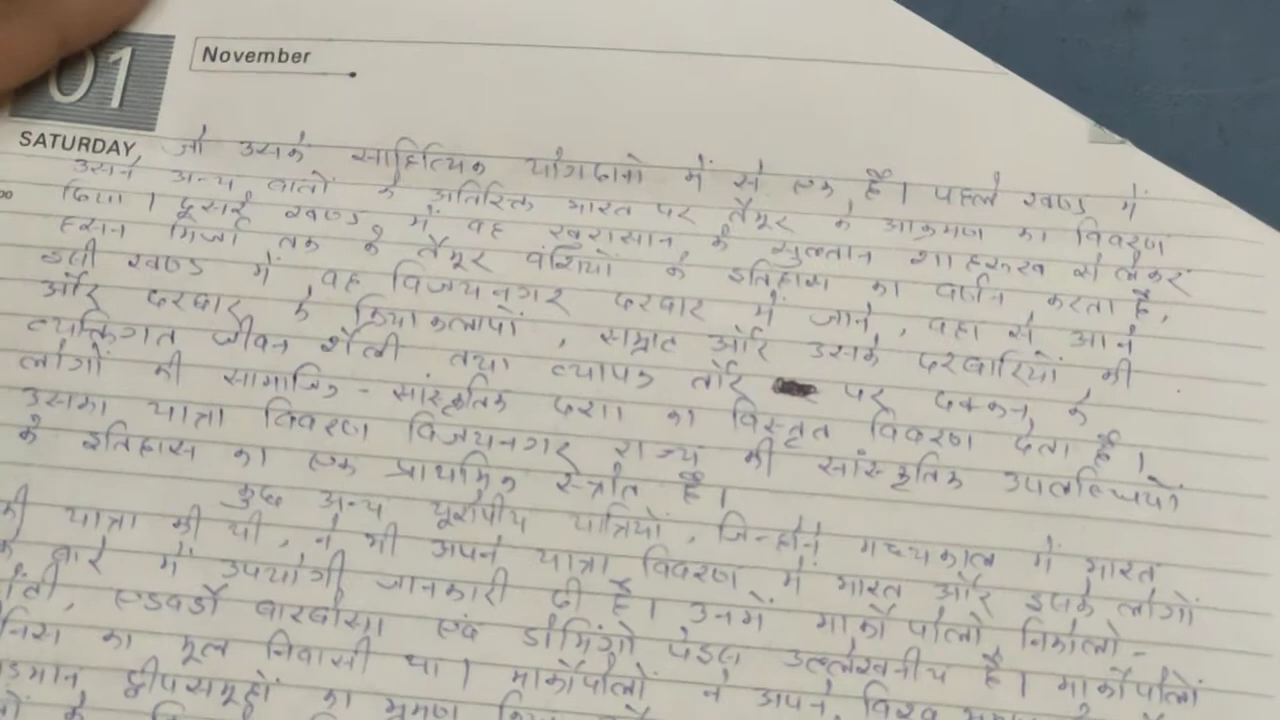 01
November
SATURDAY
जो उसके साहित्यिक योगदानो में से एक है। पहले खण्ड में
उसने अन्य बातों के अतिरिक्त भारत पर तैमूर के आक्रमण का विवरण
दिया। दूसरे खण्ड में वह खुरासान के सुल्तान शाहरुख से लेकर
हसन मिर्जा तक के तैमूर वंशियों के इतिहास का वर्णन करता है,
इसी खण्ड में, वह विजयनगर दरबार में जाने, वहा से आने
और दरबार के क्रियाकलापों, सम्राट और उसके दरबारियों की
व्यक्तिगत जीवन शैली तथा व्यापक तौर पर दक्कन के
लोगों की सामाजिक - सांस्कृतिक दशा का विस्तृत विवरण देता है।
उसका यात्रा विवरण विजयनगर राज्य की सांस्कृतिक उपलब्धियों
के इतिहास का एक प्राथमिक स्त्रोत है।
कुछ अन्य यूरोपीय यात्रियों, जिन्होंने मध्यकाल में भारत
की यात्रा की थी, ने भी अपने यात्रा विवरण में भारत और इसके लोगों
के बारे में उपयोगी जानकारी दी है। उनमें मार्को पोलो, निकोलो-
एडवर्डो बारबोसा एवं डोमिंगो पेइस उल्लेखनीय है। मार्कोपोलो
का मूल निवासी था। मार्कोपोलो ने अपने विश्व
द्वीपसमूहों का भ्रमण